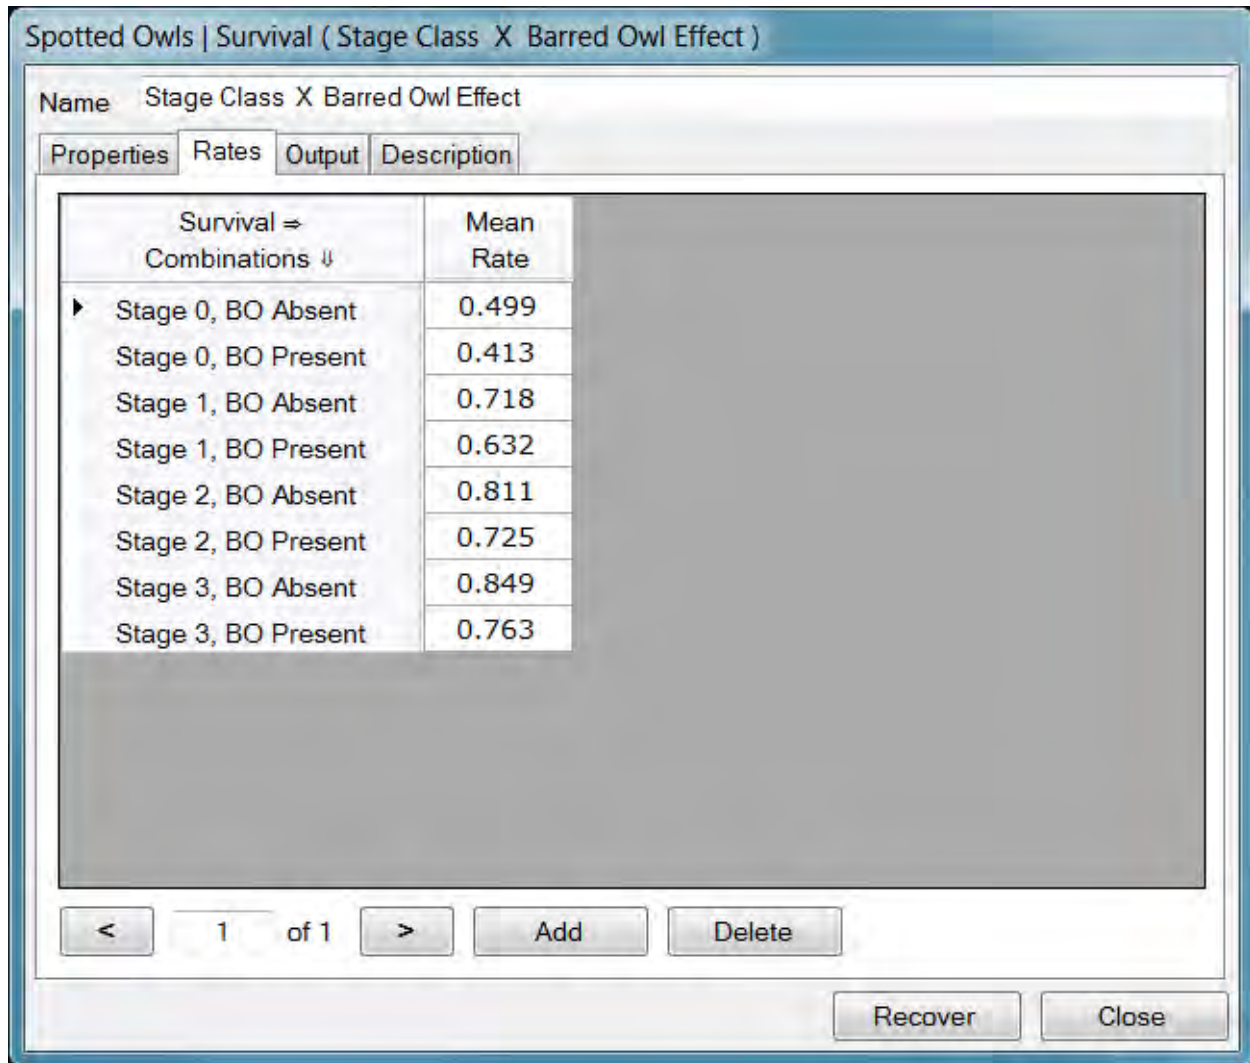 Spotted Owls | Survival ( Stage Class X Barred Owl Effect )
Name Stage Class X Barred Owl Effect
Properties Rates Output Description
Survival ⇒ Mean
Combinations ⇓ Rate
Stage 0, BO Absent 0.499
Stage 0, BO Present 0.413
Stage 1, BO Absent 0.718
Stage 1, BO Present 0.632
Stage 2, BO Absent 0.811
Stage 2, BO Present 0.725
Stage 3, BO Absent 0.849
Stage 3, BO Present 0.763
< 1 of 1 > Add Delete
Recover Close